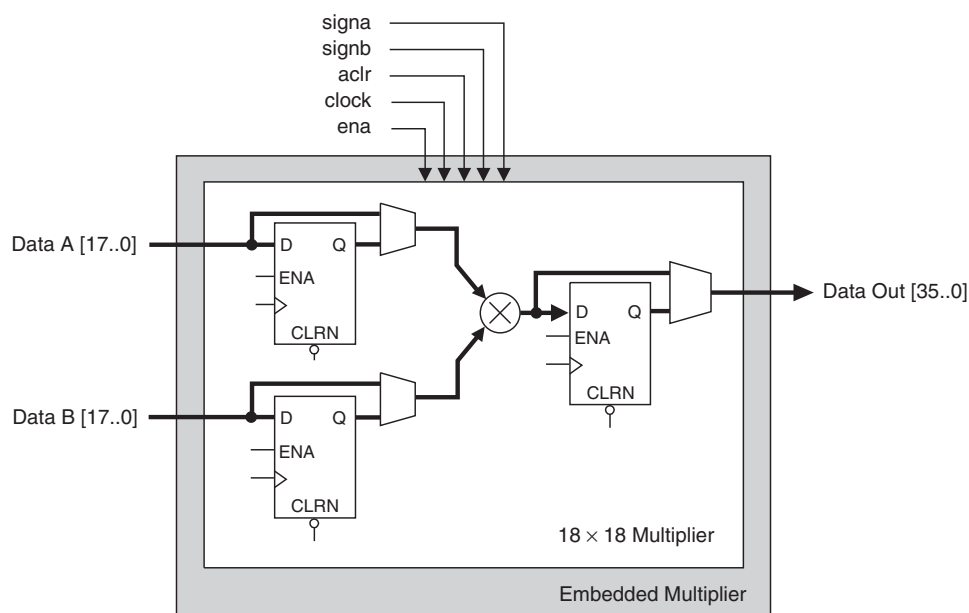 signa
signb
aclr
clock
ena
Data A [17..0]
D Q
ENA
CLRN
Data Out [35..0]
D Q
ENA
CLRN
Data B [17..0]
D Q
ENA
CLRN
18 × 18 Multiplier
Embedded Multiplier